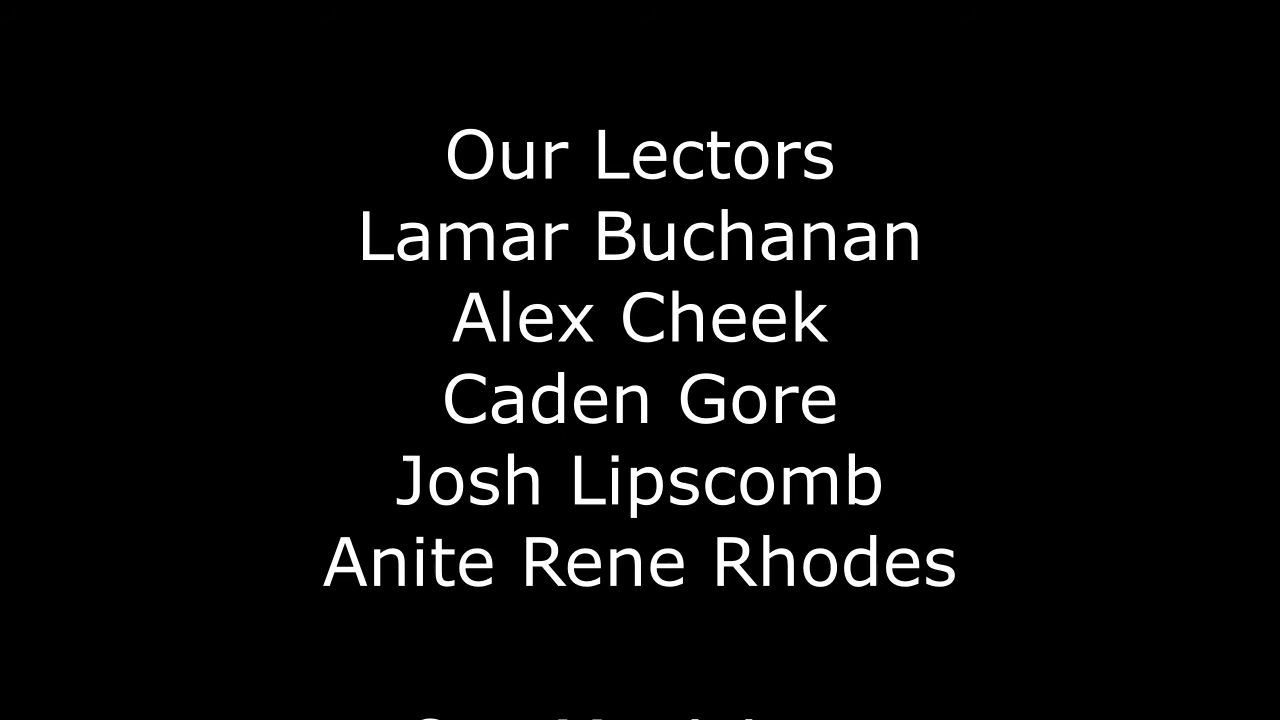 Our Lectors
Lamar Buchanan
Alex Cheek
Caden Gore
Josh Lipscomb
Anite Rene Rhodes